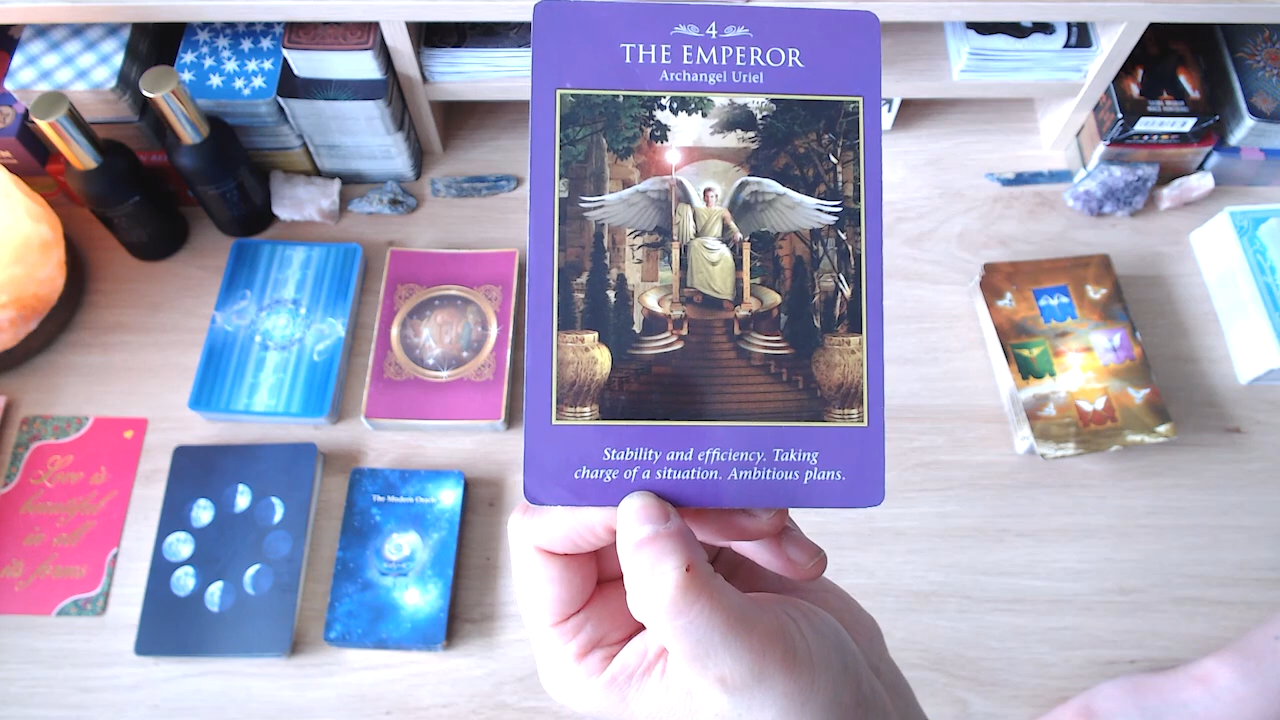 4
THE EMPEROR
Archangel Uriel
Stability and efficiency. Taking
charge of a situation. Ambitious plans.
Love is
beautiful
in all
its forms
The Modern Oracle